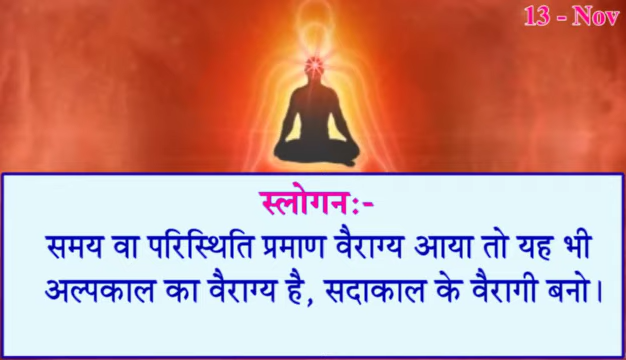 13 - Nov
स्लोगन:-
समय वा परिस्थिति प्रमाण वैराग्य आया तो यह भी
अल्पकाल का वैराग्य है, सदाकाल के वैरागी बनो।